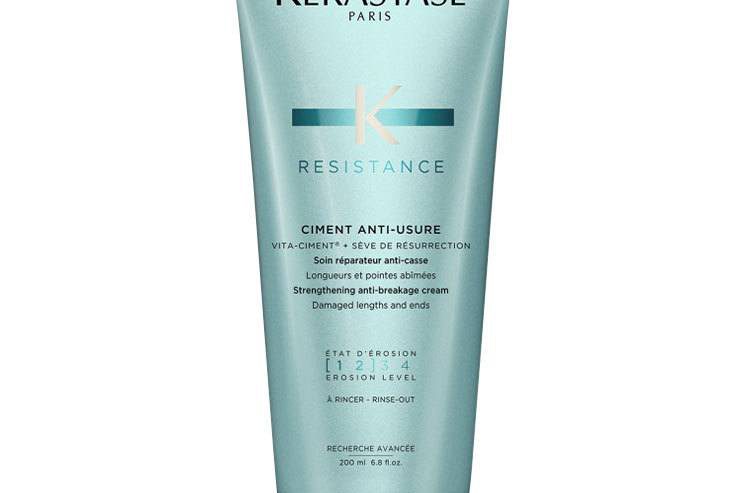 KÉRASTASE
PARIS
K
RESISTANCE
CIMENT ANTI-USURE
VITA-CIMENT® + SÈVE DE RÉSURRECTION
Soin réparateur anti-casse
Longueurs et pointes abîmées
Strengthening anti-breakage cream
Damaged lengths and ends
ÉTAT D'ÉROSION
[1 2]3 4
EROSION LEVEL
À RINCER - RINSE-OUT
RECHERCHE AVANCÉE
200 ml 6.8 fl.oz.